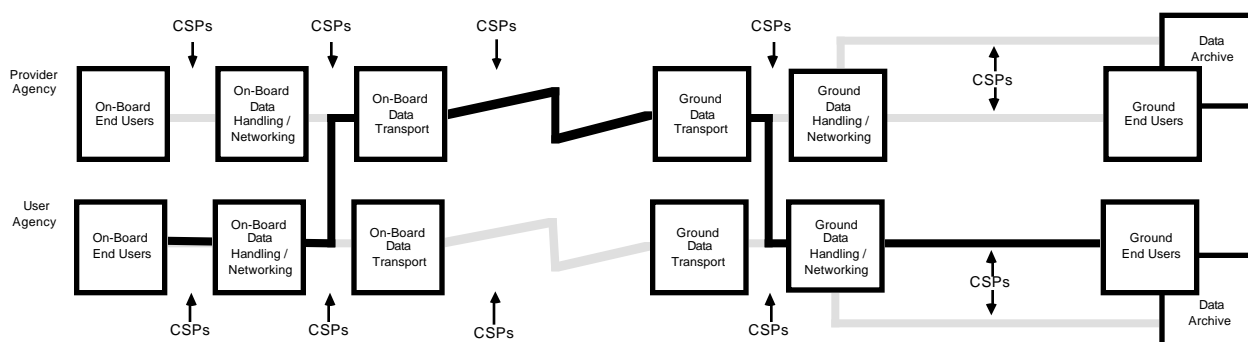 CSPs
CSPs
CSPs
CSPs
Data
Archive
CSPs
Provider
Agency
On-Board
End Users
On-Board
Data
Handling /
Networking
On-Board
Data
Transport
Ground
Data
Transport
Ground
Data
Handling /
Networking
Ground
End Users
User
Agency
On-Board
End Users
On-Board
Data
Handling /
Networking
On-Board
Data
Transport
Ground
Data
Transport
Ground
Data
Handling /
Networking
Ground
End Users
CSPs
Data
Archive
CSPs
CSPs
CSPs
CSPs